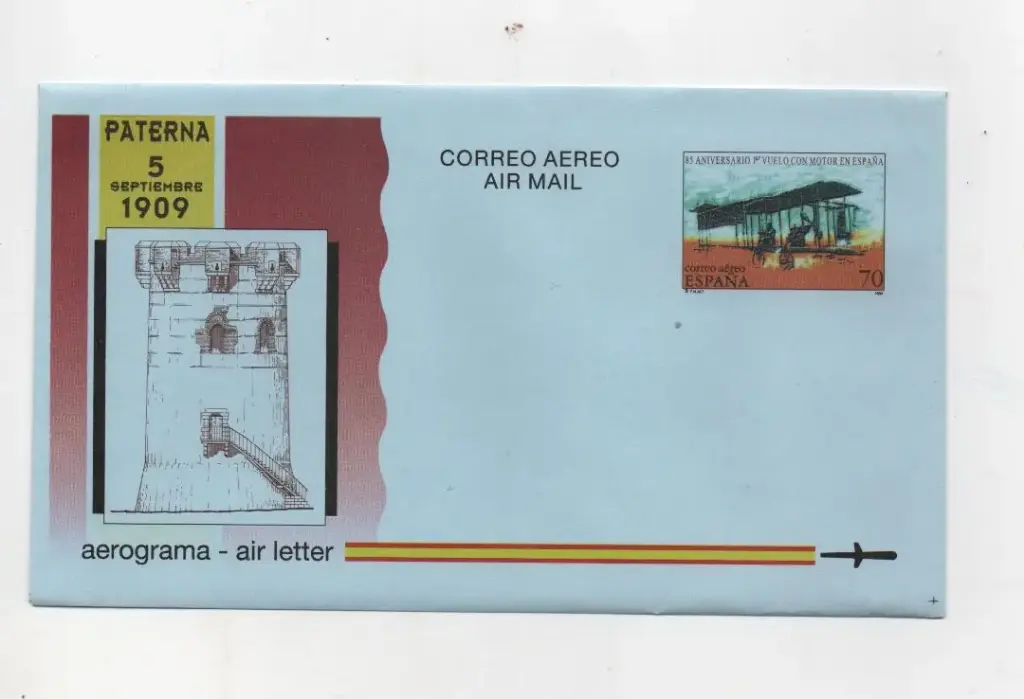 PATERNA
5
SEPTIEMBRE
1909
CORREO AEREO
AIR MAIL
85 ANIVERSARIO 1er VUELO CON MOTOR EN ESPAÑA
correo aéreo
ESPAÑA
70
aerograma - air letter